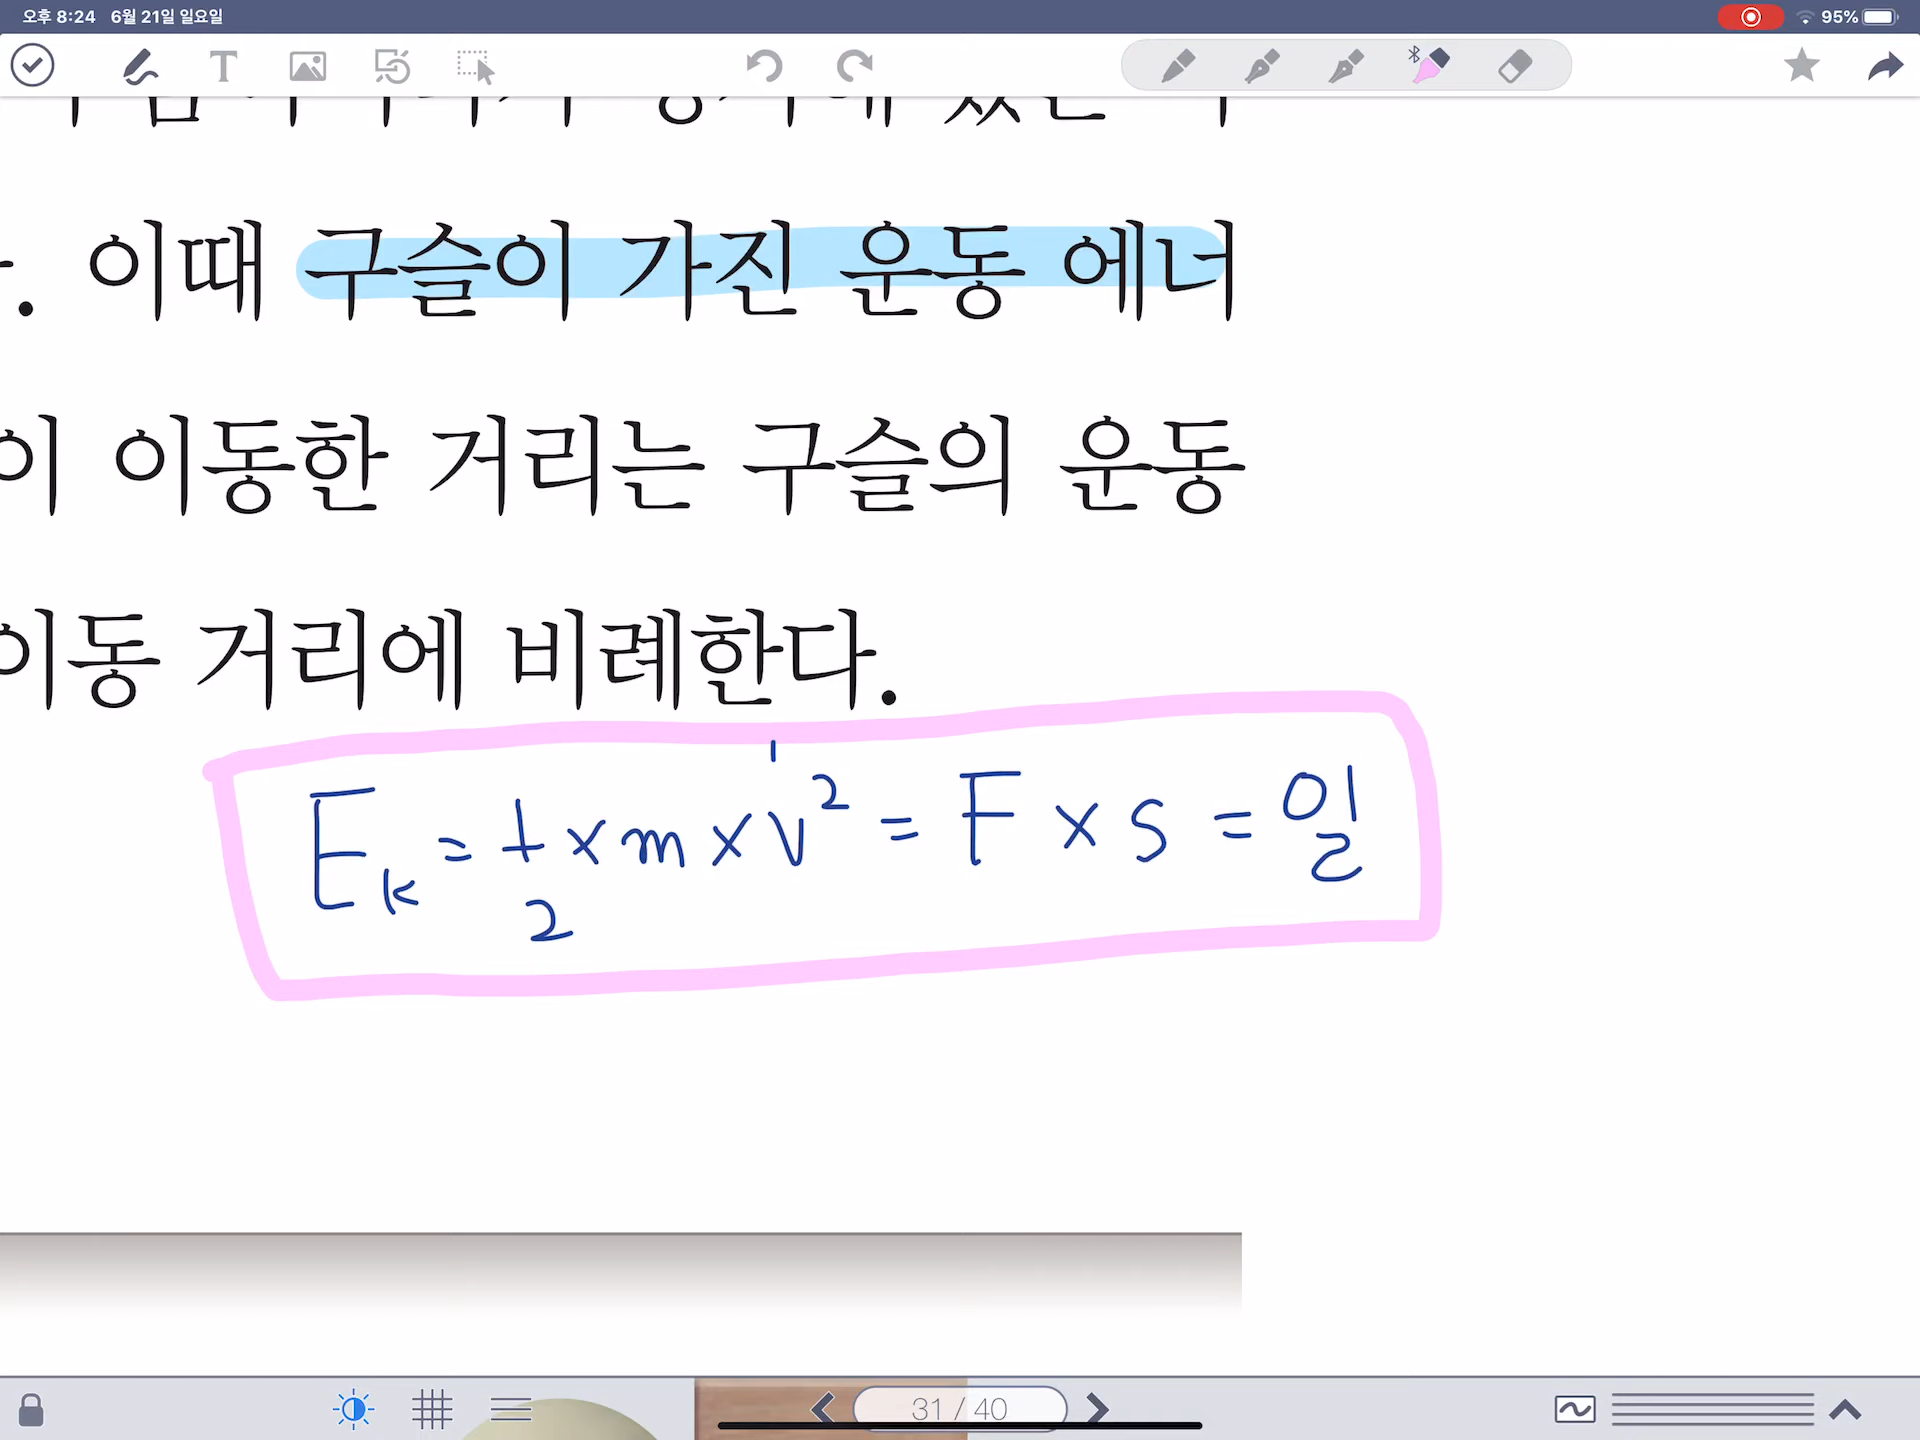 오후 8:24 6월 21일 일요일
95%
T
. 이때 구슬이 가진 운동 에너
이 이동한 거리는 구슬의 운동
이동 거리에 비례한다.
E_k = 1/2 × m × v² = F × s = 일
31 / 40